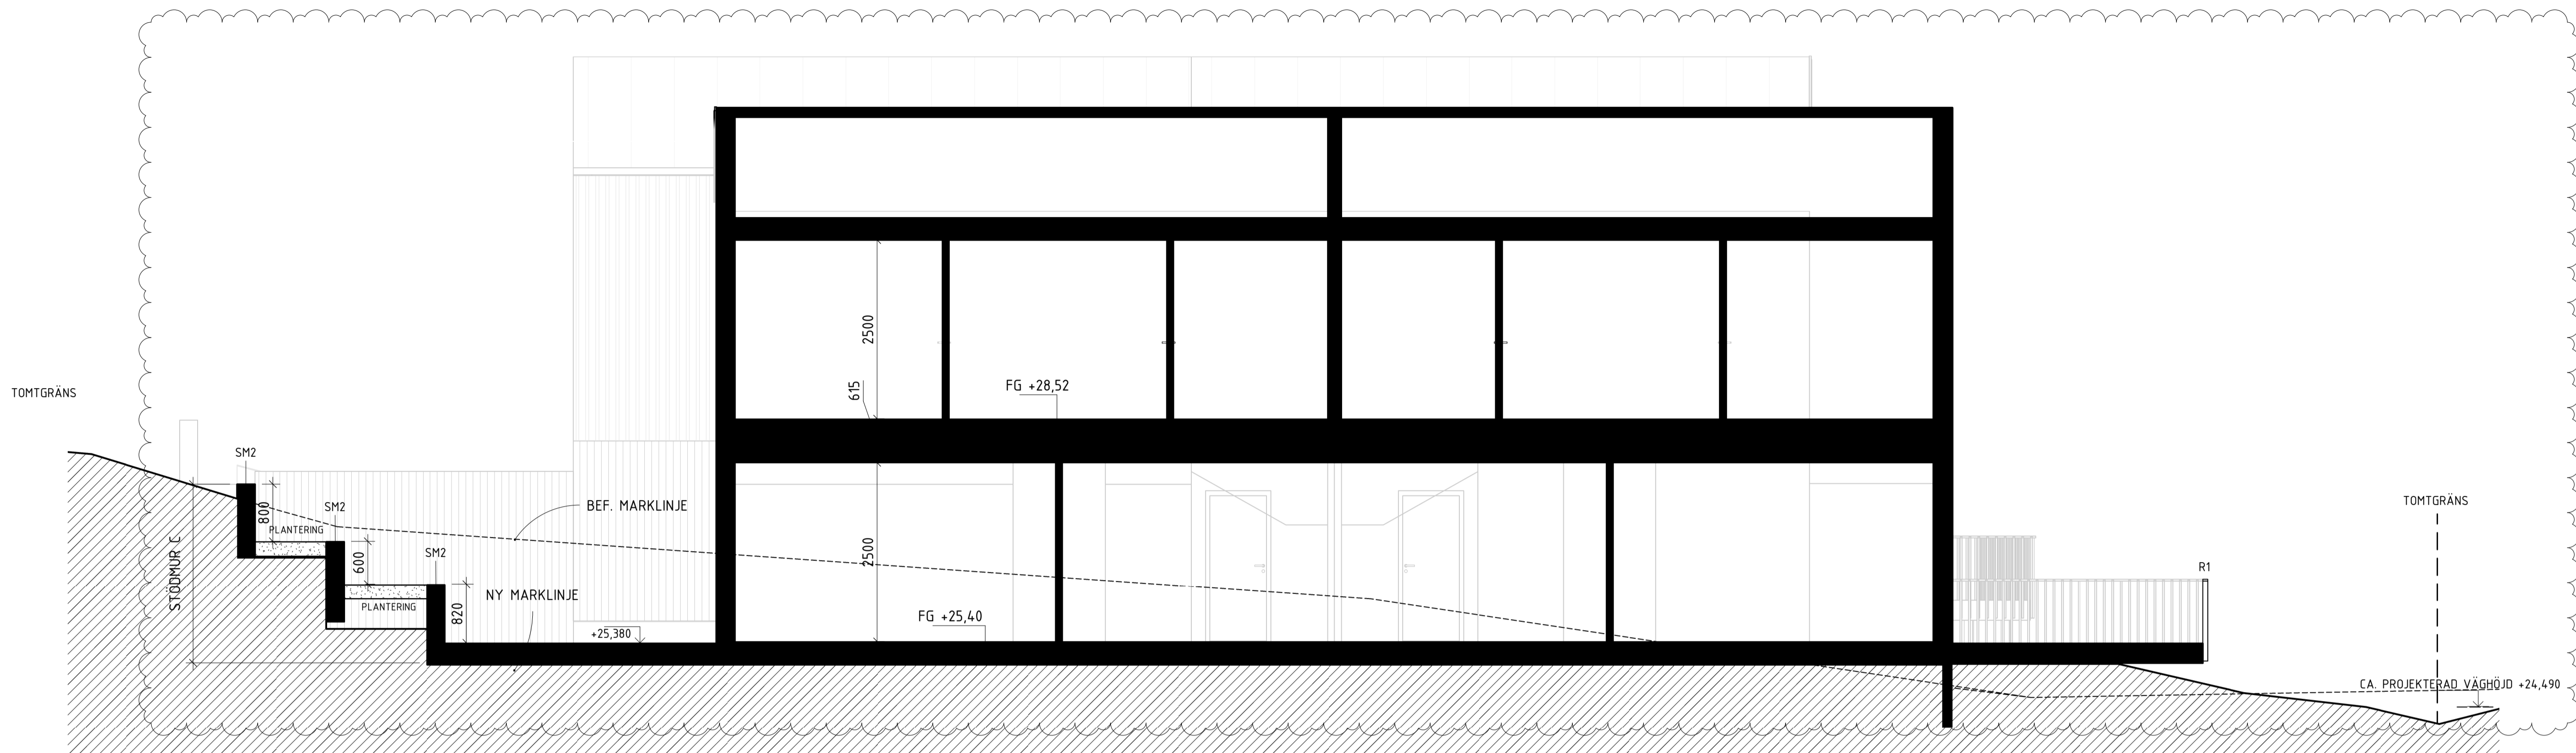 TOMTGRÄNS
SM2
800
PLANTERING
SM2
600
PLANTERING
SM2
820
STÖDMUR C
BEF. MARKLINJE
NY MARKLINJE
+25,380
2500
615
FG +28,52
2500
FG +25,40
R1
TOMTGRÄNS
CA. PROJEKTERAD VÄGHÖJD +24,490